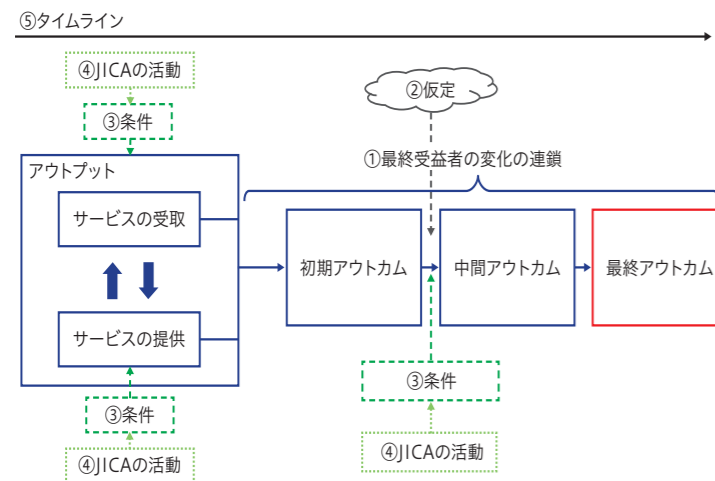 ⑤タイムライン
④JICAの活動
③条件
②仮定
①最終受益者の変化の連鎖
アウトプット
サービスの受取
初期アウトカム
中間アウトカム
最終アウトカム
サービスの提供
③条件
③条件
④JICAの活動
④JICAの活動